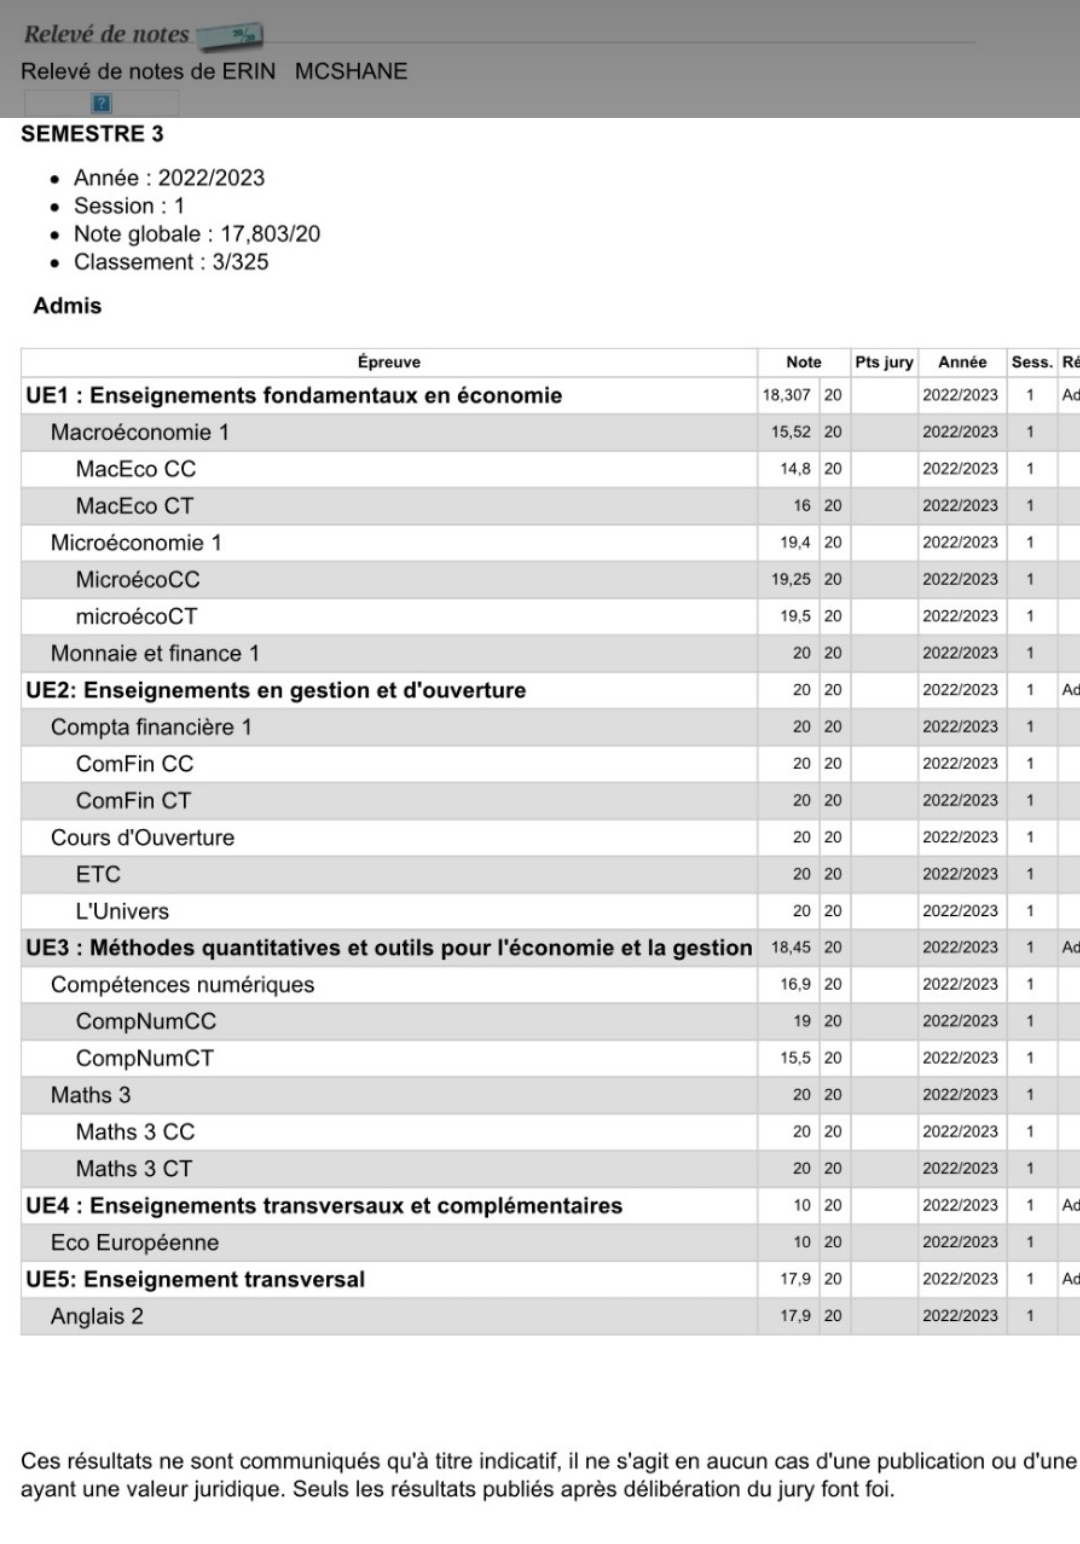 Relevé de notes 20/20
Relevé de notes de ERIN MCSHANE
?
SEMESTRE 3
• Année : 2022/2023
• Session : 1
• Note globale : 17,803/20
• Classement : 3/325
Admis
Épreuve Note Pts jury Année Sess. Ré
UE1 : Enseignements fondamentaux en économie 18,307 20 2022/2023 1 Ad
Macroéconomie 1 15,52 20 2022/2023 1
MacEco CC 14,8 20 2022/2023 1
MacEco CT 16 20 2022/2023 1
Microéconomie 1 19,4 20 2022/2023 1
MicroécoCC 19,25 20 2022/2023 1
microécoCT 19,5 20 2022/2023 1
Monnaie et finance 1 20 20 2022/2023 1
UE2: Enseignements en gestion et d'ouverture 20 20 2022/2023 1 Ad
Compta financière 1 20 20 2022/2023 1
ComFin CC 20 20 2022/2023 1
ComFin CT 20 20 2022/2023 1
Cours d'Ouverture 20 20 2022/2023 1
ETC 20 20 2022/2023 1
L'Univers 20 20 2022/2023 1
UE3 : Méthodes quantitatives et outils pour l'économie et la gestion 18,45 20 2022/2023 1 Ad
Compétences numériques 16,9 20 2022/2023 1
CompNumCC 19 20 2022/2023 1
CompNumCT 15,5 20 2022/2023 1
Maths 3 20 20 2022/2023 1
Maths 3 CC 20 20 2022/2023 1
Maths 3 CT 20 20 2022/2023 1
UE4 : Enseignements transversaux et complémentaires 10 20 2022/2023 1 Ad
Eco Européenne 10 20 2022/2023 1
UE5: Enseignement transversal 17,9 20 2022/2023 1 Ad
Anglais 2 17,9 20 2022/2023 1
Ces résultats ne sont communiqués qu'à titre indicatif, il ne s'agit en aucun cas d'une publication ou d'une
ayant une valeur juridique. Seuls les résultats publiés après délibération du jury font foi.